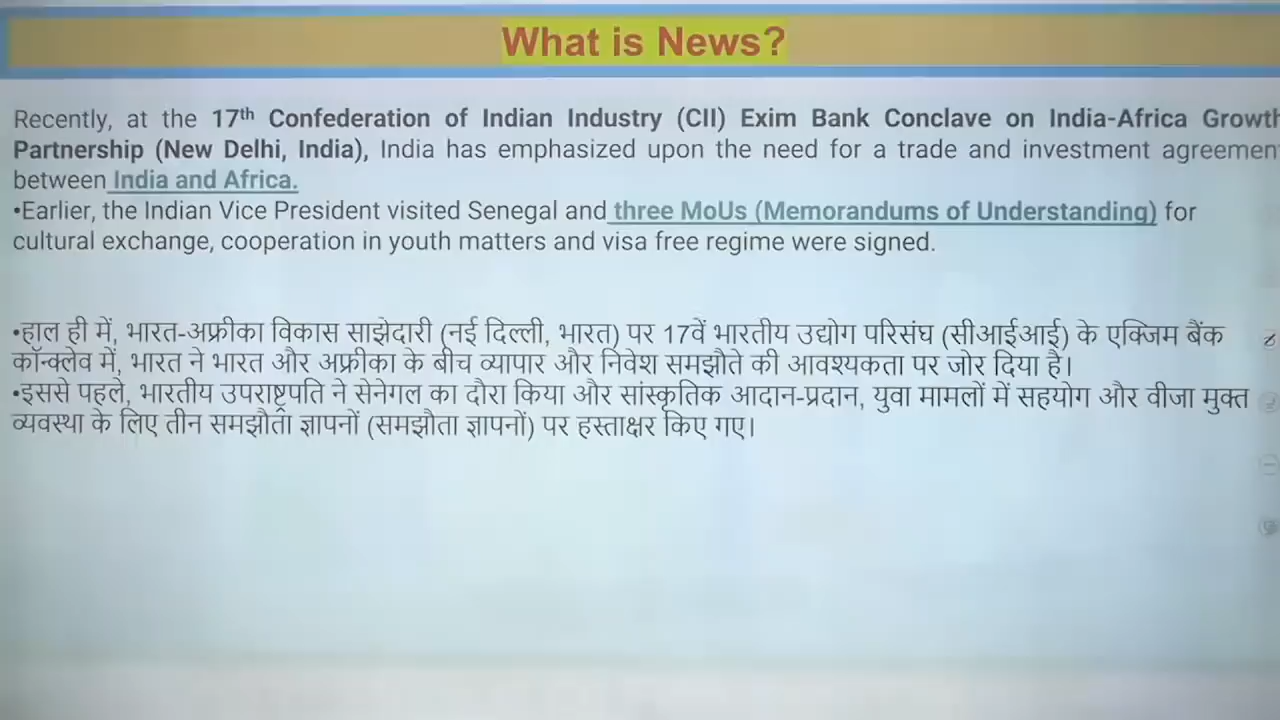 What is News?
Recently, at the 17th Confederation of Indian Industry (CII) Exim Bank Conclave on India-Africa Growth
Partnership (New Delhi, India), India has emphasized upon the need for a trade and investment agreemen
between India and Africa.
•Earlier, the Indian Vice President visited Senegal and three MoUs (Memorandums of Understanding) for
cultural exchange, cooperation in youth matters and visa free regime were signed.
•हाल ही में, भारत-अफ्रीका विकास साझेदारी (नई दिल्ली, भारत) पर 17वें भारतीय उद्योग परिसंघ (सीआईआई) के एक्जिम बैंक
कॉन्क्लेव में, भारत ने भारत और अफ्रीका के बीच व्यापार और निवेश समझौते की आवश्यकता पर जोर दिया है।
•इससे पहले, भारतीय उपराष्ट्रपति ने सेनेगल का दौरा किया और सांस्कृतिक आदान-प्रदान, युवा मामलों में सहयोग और वीजा मुक्त
व्यवस्था के लिए तीन समझौता ज्ञापनों (समझौता ज्ञापनों) पर हस्ताक्षर किए गए।